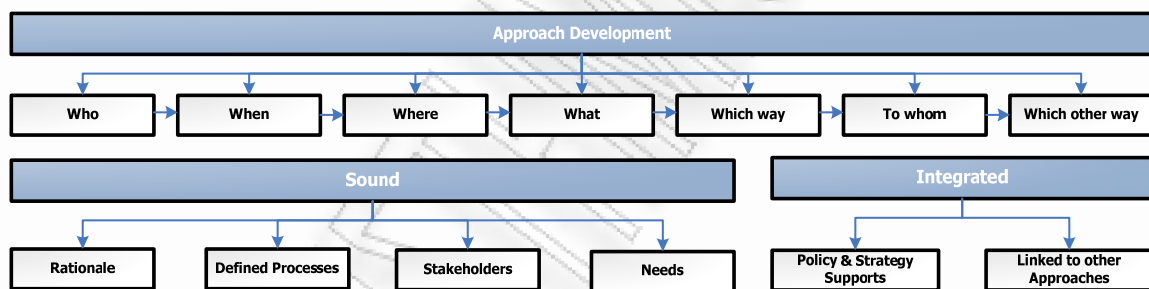 Approach Development
Who
When
Where
What
Which way
To whom
Which other way
Sound
Integrated
Rationale
Defined Processes
Stakeholders
Needs
Policy & Strategy
Supports
Linked to other
Approaches